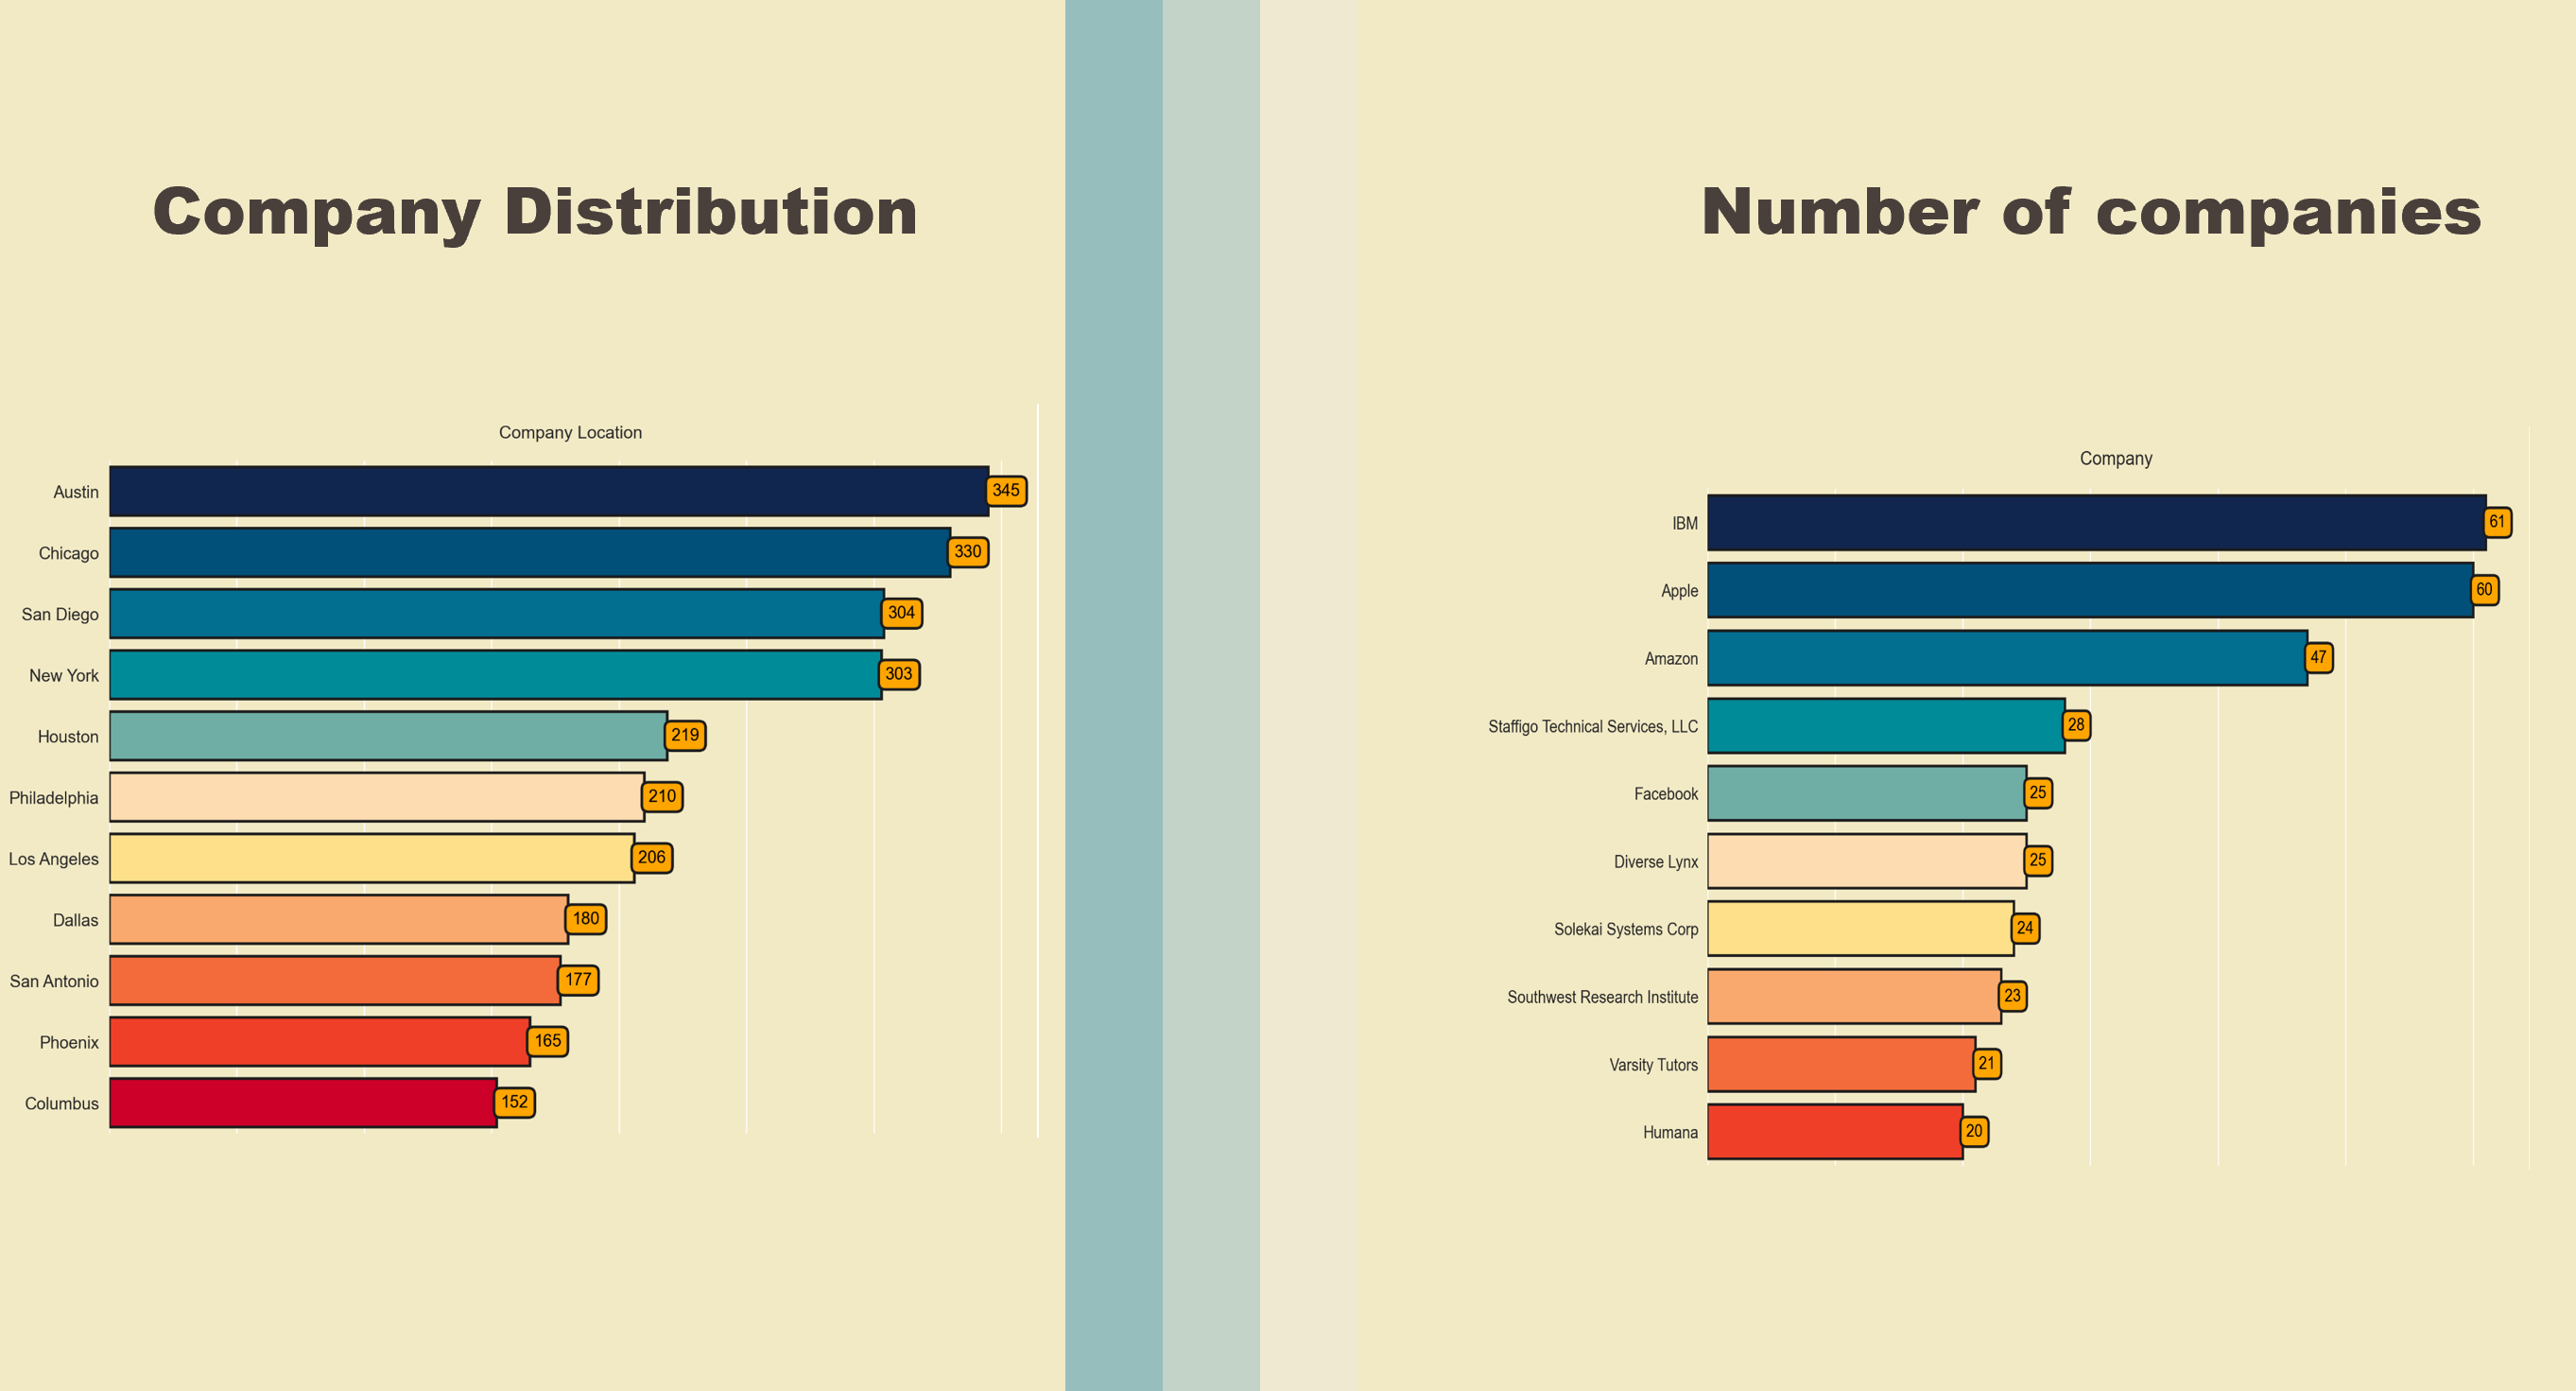 Company Distribution
Company Location
Austin 345
Chicago 330
San Diego 304
New York 303
Houston 219
Philadelphia 210
Los Angeles 206
Dallas 180
San Antonio 177
Phoenix 165
Columbus 152
Number of companies
Company
IBM 61
Apple 60
Amazon 47
Staffigo Technical Services, LLC 28
Facebook 25
Diverse Lynx 25
Solekai Systems Corp 24
Southwest Research Institute 23
Varsity Tutors 21
Humana 20